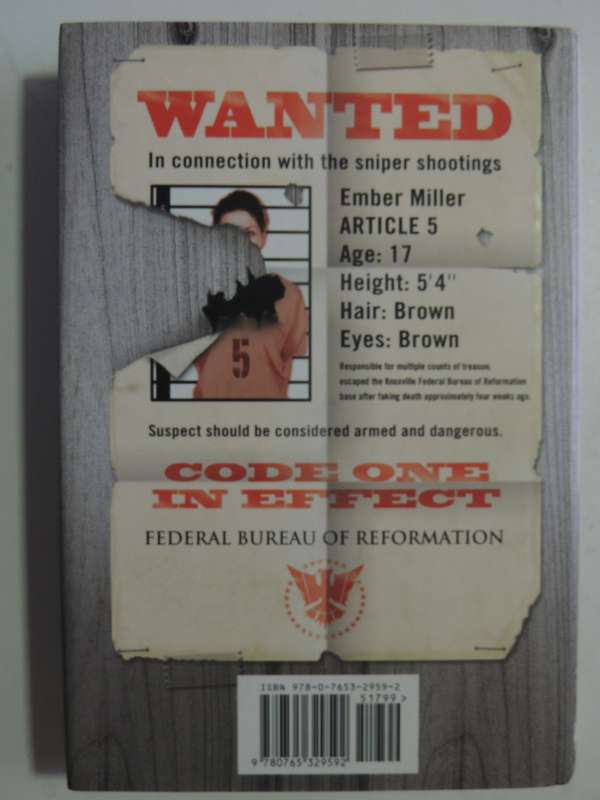 WANTED
In connection with the sniper shootings
Ember Miller
ARTICLE 5
Age: 17
Height: 5'4"
Hair: Brown
Eyes: Brown
Responsible for multiple counts of treason,
escaped the Knoxville Federal Bureau of Reformation
base after faking death approximately four weeks ago.
5
Suspect should be considered armed and dangerous.
CODE ONE
IN EFFECT
FEDERAL BUREAU OF REFORMATION
ISBN 978-0-7653-2959-2
51799>
9 780765 329592